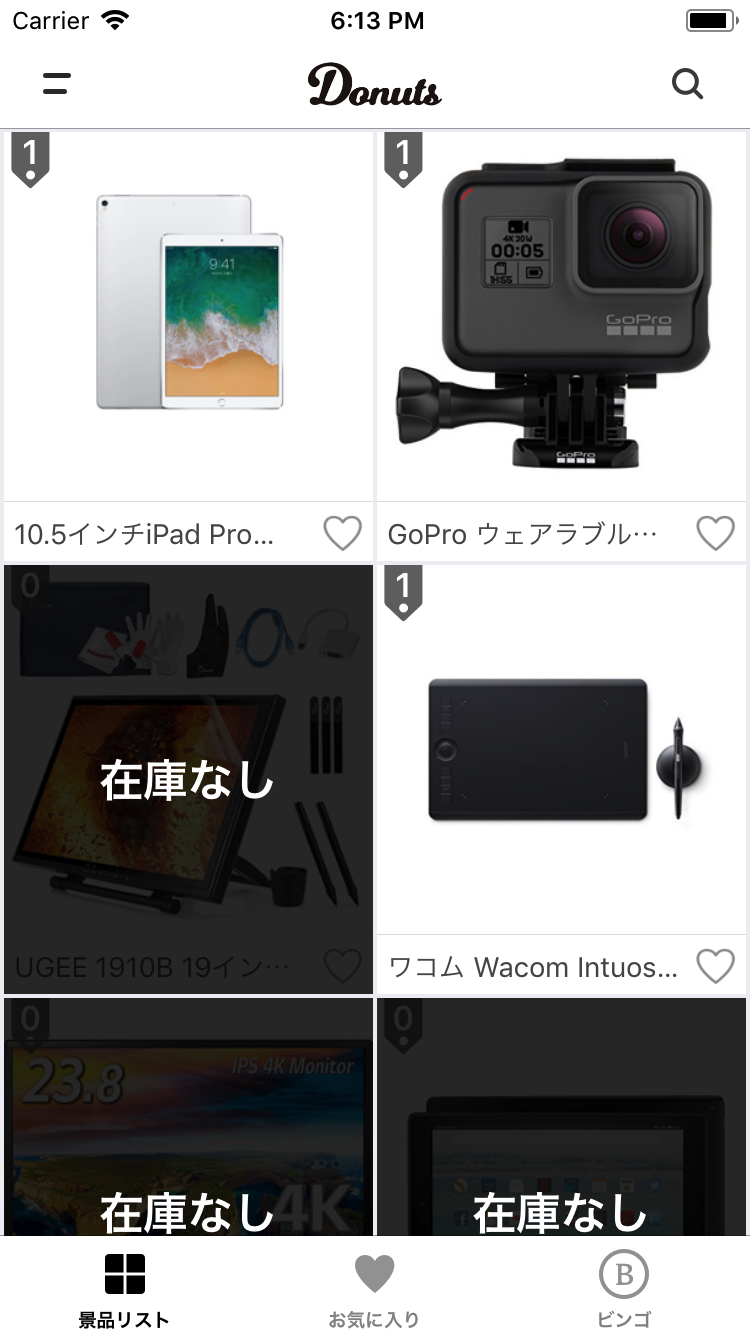 Carrier 6:13 PM
Donuts
1
1
9:41
4K30W
00:05
1H:55
GoPro
GoPro
10.5インチiPad Pro...
GoPro ウェアラブル…
0
1
在庫なし
UGEE 1910B 19イン…
ワコム Wacom Intuos...
0
0
23.8
IPS 4K Monitor
4K
在庫なし
在庫なし
B
景品リスト
お気に入り
ビンゴ